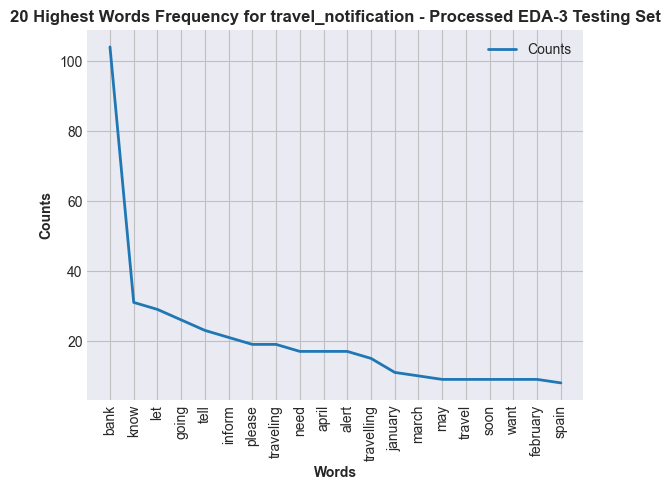 20 Highest Words Frequency for travel_notification - Processed EDA-3 Testing Set
Counts
100
80
60
40
20
Counts
bank
know
let
going
tell
inform
please
traveling
need
april
alert
travelling
january
march
may
travel
soon
want
february
spain
Words